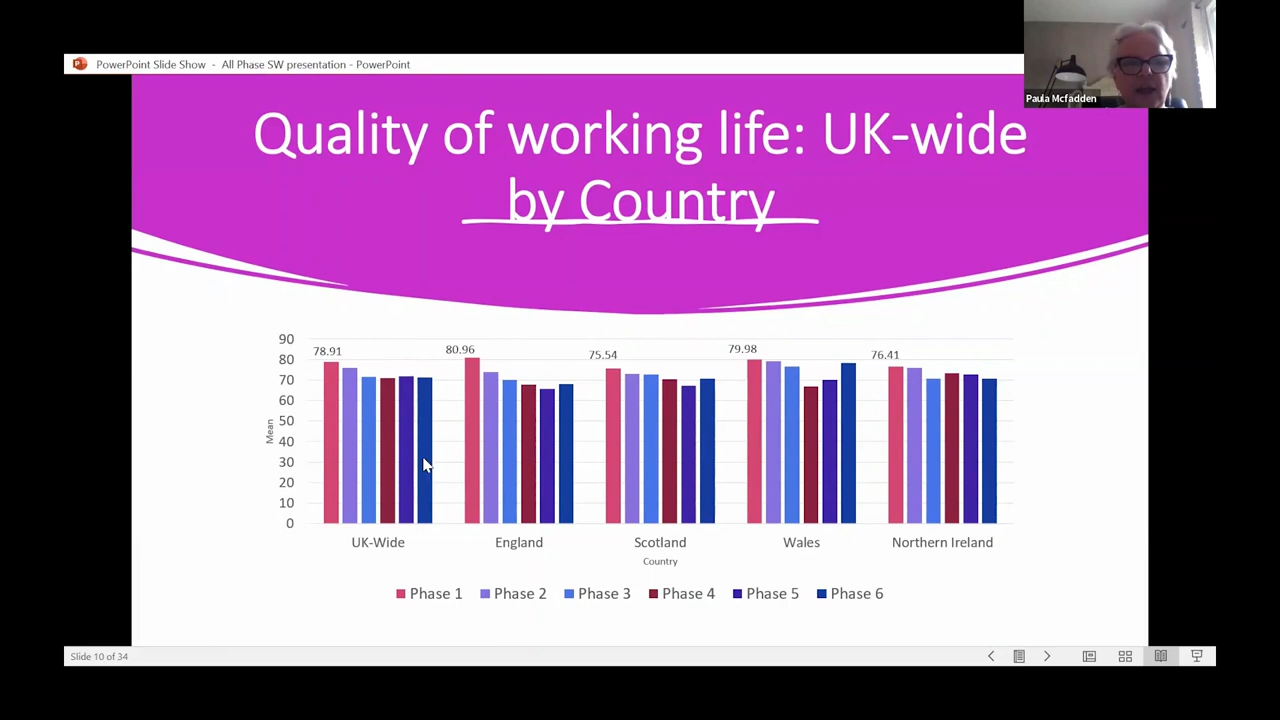 PowerPoint Slide Show - All Phase SW presentation - PowerPoint
Paula Mcfadden
Quality of working life: UK-wide
by Country
90
80
70
60
50
40
30
20
10
0
Mean
78.91
80.96
75.54
79.98
76.41
UK-Wide
England
Scotland
Wales
Northern Ireland
Country
Phase 1
Phase 2
Phase 3
Phase 4
Phase 5
Phase 6
Slide 10 of 34